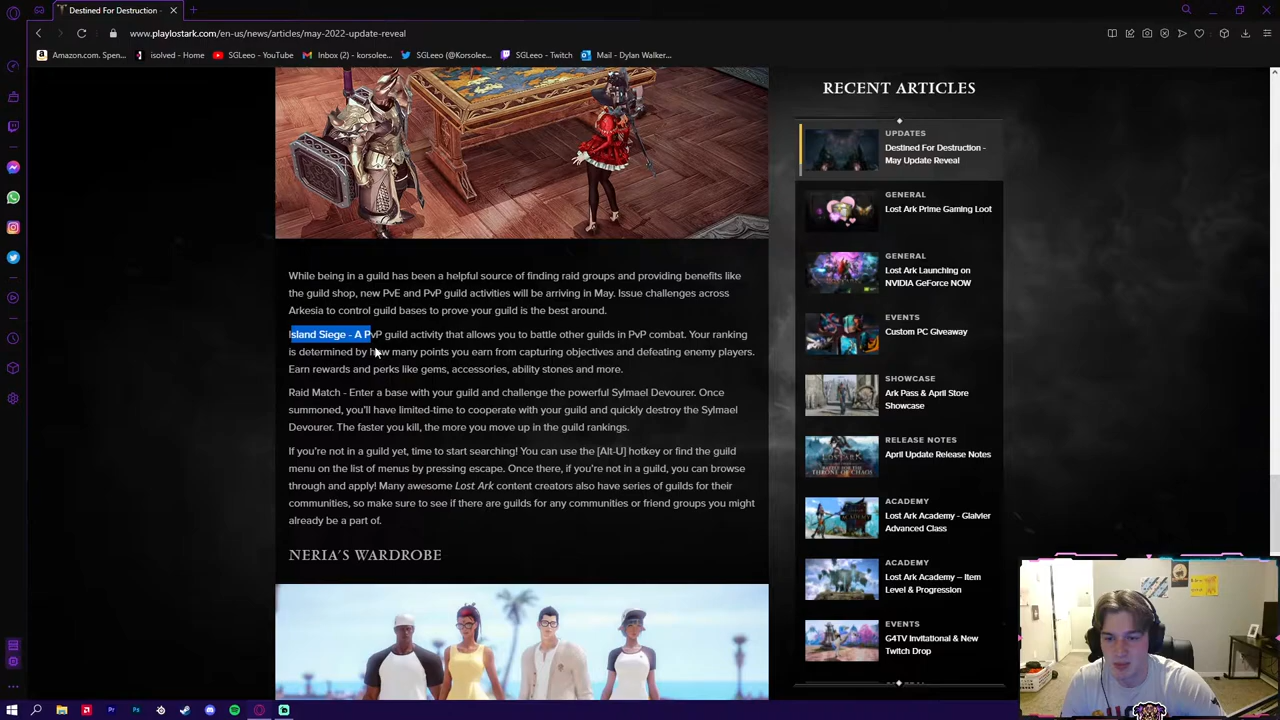 Destined For Destruction -
www.playlostark.com/en-us/news/articles/may-2022-update-reveal
Amazon.com. Spen...
isolved - Home
SGLeeo - YouTube
Inbox (2) - korsolee...
SGLeeo (@Korsolee...
SGLeeo - Twitch
Mail - Dylan Walker...
While being in a guild has been a helpful source of finding raid groups and providing benefits like
the guild shop, new PvE and PvP guild activities will be arriving in May. Issue challenges across
Arkesia to control guild bases to prove your guild is the best around.
Island Siege - A PvP guild activity that allows you to battle other guilds in PvP combat. Your ranking
is determined by how many points you earn from capturing objectives and defeating enemy players.
Earn rewards and perks like gems, accessories, ability stones and more.
Raid Match - Enter a base with your guild and challenge the powerful Sylmael Devourer. Once
summoned, you'll have limited-time to cooperate with your guild and quickly destroy the Sylmael
Devourer. The faster you kill, the more you move up in the guild rankings.
If you're not in a guild yet, time to start searching! You can use the [Alt-U] hotkey or find the guild
menu on the list of menus by pressing escape. Once there, if you're not in a guild, you can browse
through and apply! Many awesome Lost Ark content creators also have series of guilds for their
communities, so make sure to see if there are guilds for any communities or friend groups you might
already be a part of.
NERIA'S WARDROBE
RECENT ARTICLES
UPDATES
Destined For Destruction -
May Update Reveal
GENERAL
Lost Ark Prime Gaming Loot
GENERAL
Lost Ark Launching on
NVIDIA GeForce NOW
EVENTS
Custom PC Giveaway
SHOWCASE
Ark Pass & April Store
Showcase
RELEASE NOTES
April Update Release Notes
ACADEMY
Lost Ark Academy - Glaivier
Advanced Class
ACADEMY
Lost Ark Academy – Item
Level & Progression
EVENTS
G4TV Invitational & New
Twitch Drop